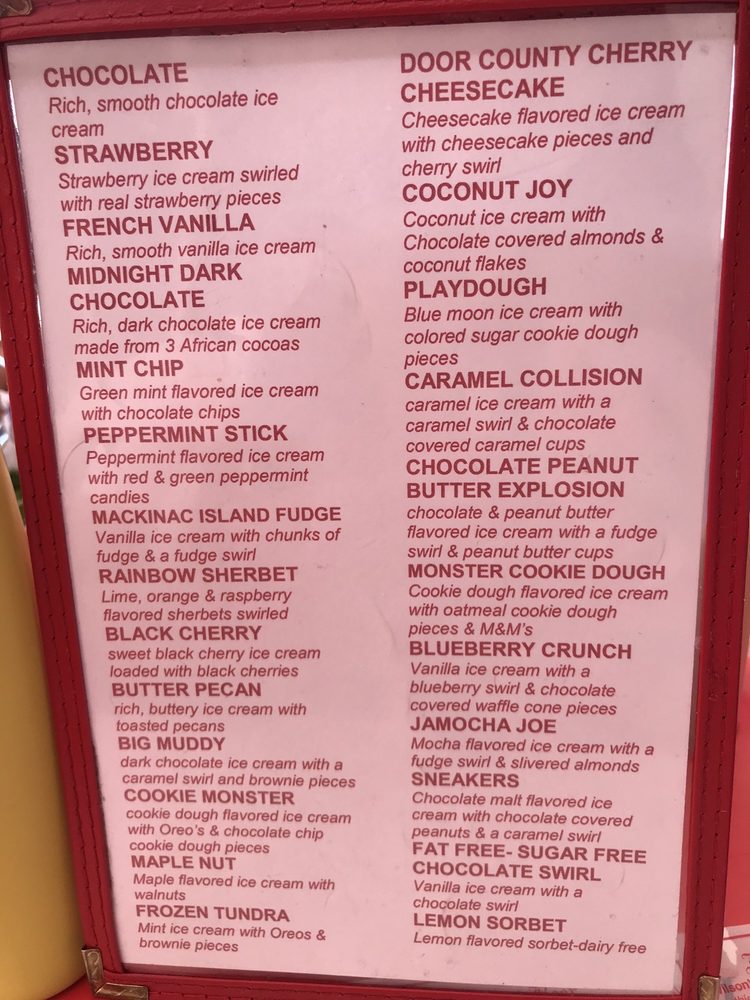 CHOCOLATE
Rich, smooth chocolate ice
cream
STRAWBERRY
Strawberry ice cream swirled
with real strawberry pieces
FRENCH VANILLA
Rich, smooth vanilla ice cream
MIDNIGHT DARK
CHOCOLATE
Rich, dark chocolate ice cream
made from 3 African cocoas
MINT CHIP
Green mint flavored ice cream
with chocolate chips
PEPPERMINT STICK
Peppermint flavored ice cream
with red & green peppermint
candies
MACKINAC ISLAND FUDGE
Vanilla ice cream with chunks of
fudge & a fudge swirl
RAINBOW SHERBET
Lime, orange & raspberry
flavored sherbets swirled
BLACK CHERRY
sweet black cherry ice cream
loaded with black cherries
BUTTER PECAN
rich, buttery ice cream with
toasted pecans
BIG MUDDY
dark chocolate ice cream with a
caramel swirl and brownie pieces
COOKIE MONSTER
cookie dough flavored ice cream
with Oreo's & chocolate chip
cookie dough pieces
MAPLE NUT
Maple flavored ice cream with
walnuts
FROZEN TUNDRA
Mint ice cream with Oreos &
brownie pieces
DOOR COUNTY CHERRY
CHEESECAKE
Cheesecake flavored ice cream
with cheesecake pieces and
cherry swirl
COCONUT JOY
Coconut ice cream with
Chocolate covered almonds &
coconut flakes
PLAYDOUGH
Blue moon ice cream with
colored sugar cookie dough
pieces
CARAMEL COLLISION
caramel ice cream with a
caramel swirl & chocolate
covered caramel cups
CHOCOLATE PEANUT
BUTTER EXPLOSION
chocolate & peanut butter
flavored ice cream with a fudge
swirl & peanut butter cups
MONSTER COOKIE DOUGH
Cookie dough flavored ice cream
with oatmeal cookie dough
pieces & M&M's
BLUEBERRY CRUNCH
Vanilla ice cream with a
blueberry swirl & chocolate
covered waffle cone pieces
JAMOCHA JOE
Mocha flavored ice cream with a
fudge swirl & slivered almonds
SNEAKERS
Chocolate malt flavored ice
cream with chocolate covered
peanuts & a caramel swirl
FAT FREE- SUGAR FREE
CHOCOLATE SWIRL
Vanilla ice cream with a
chocolate swirl
LEMON SORBET
Lemon flavored sorbet-dairy free